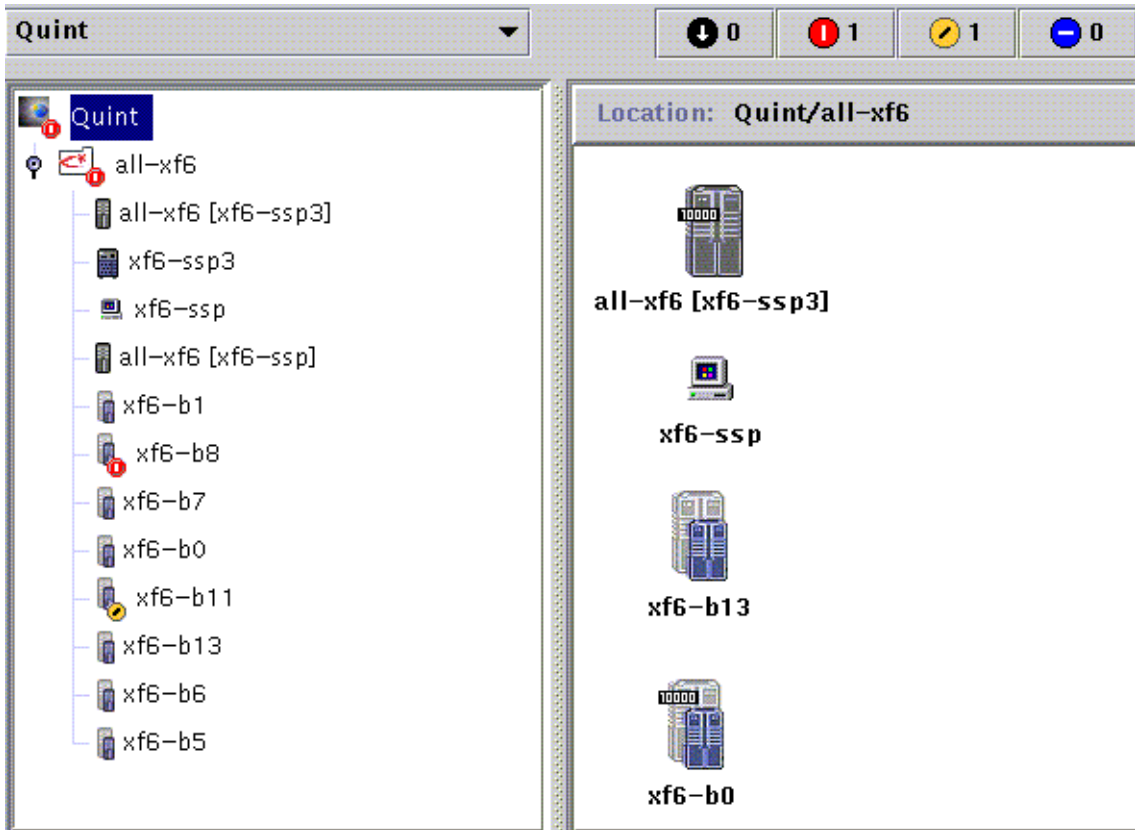 Quint
0 1 1 0
Quint
all-xf6
all-xf6 [xf6-ssp3]
xf6-ssp3
xf6-ssp
all-xf6 [xf6-ssp]
xf6-b1
xf6-b8
xf6-b7
xf6-b0
xf6-b11
xf6-b13
xf6-b6
xf6-b5
Location: Quint/all-xf6
10000
all-xf6 [xf6-ssp3]
xf6-ssp
xf6-b13
10000
xf6-b0